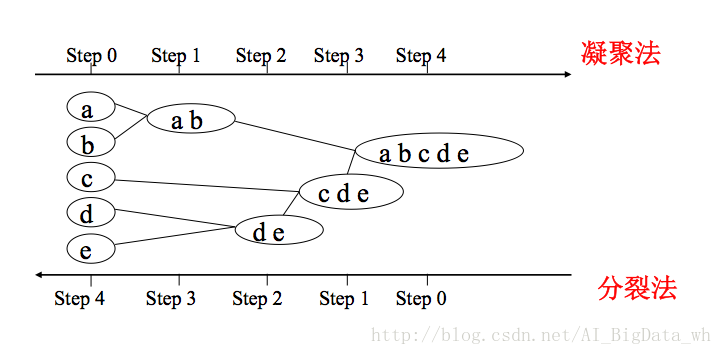 Step 0 Step 1 Step 2 Step 3 Step 4 凝聚法
a
a b
b
a b c d e
c
c d e
d
d e
e
Step 4 Step 3 Step 2 Step 1 Step 0 分裂法
http://blog.csdn.net/AI_BigData_wh